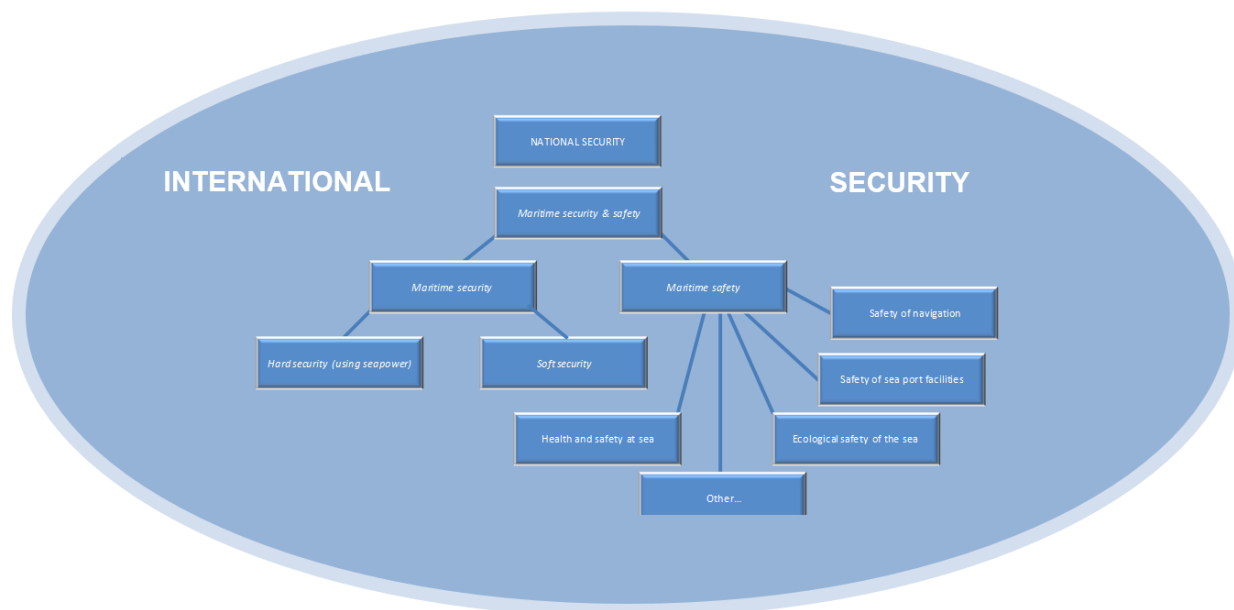 NATIONAL SECURITY
INTERNATIONAL
SECURITY
Maritime security & safety
Maritime security
Maritime safety
Safety of navigation
Hard security (using seapower)
Soft security
Safety of sea port facilities
Health and safety at sea
Ecological safety of the sea
Other...